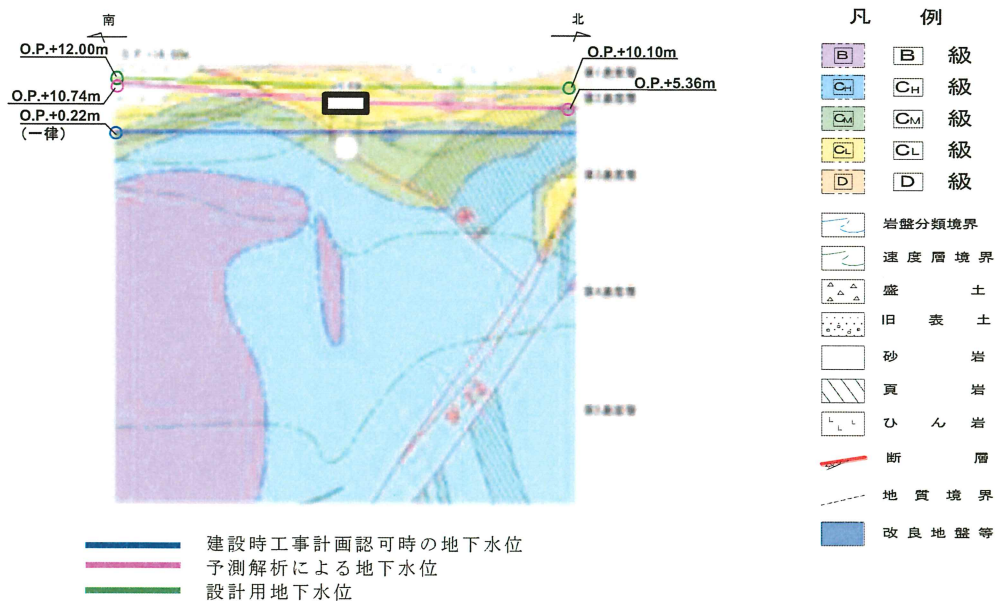 南
北
O.P.+12.00m
O.P.+10.10m
O.P.+10.74m
O.P.+5.36m
O.P.+0.22m
(一律)
凡 例
B B 級
CH CH 級
CM CM 級
CL CL 級
D D 級
岩盤分類境界
速度層境界
盛 土
旧 表 土
砂 岩
頁 岩
ひ ん 岩
断 層
地 質 境 界
改 良 地 盤 等
建設時工事計画認可時の地下水位
予測解析による地下水位
設計用地下水位